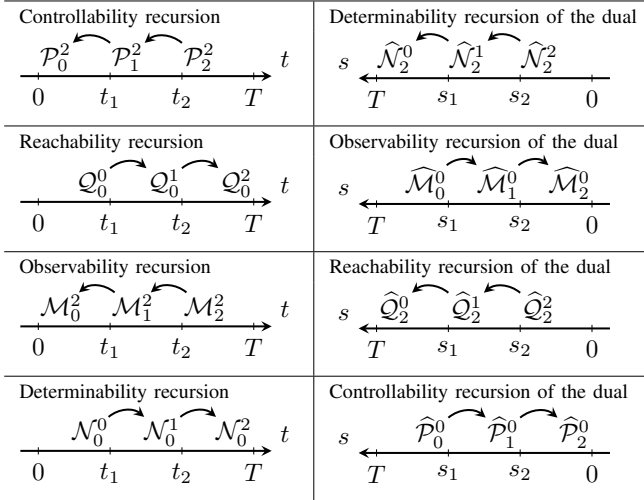 Controllability recursion
𝒫₀² 𝒫₁² 𝒫₂²
t
0 t₁ t₂ T
Determinability recursion of the dual
s
𝒩̂₂⁰ 𝒩̂₂¹ 𝒩̂₂²
T s₁ s₂ 0
Reachability recursion
𝒬₀⁰ 𝒬₀¹ 𝒬₀²
t
0 t₁ t₂ T
Observability recursion of the dual
s
ℳ̂₀⁰ ℳ̂₁⁰ ℳ̂₂⁰
T s₁ s₂ 0
Observability recursion
ℳ₀² ℳ₁² ℳ₂²
t
0 t₁ t₂ T
Reachability recursion of the dual
s
𝒬̂₂⁰ 𝒬̂₂¹ 𝒬̂₂²
T s₁ s₂ 0
Determinability recursion
𝒩₀⁰ 𝒩₀¹ 𝒩₀²
t
0 t₁ t₂ T
Controllability recursion of the dual
s
𝒫̂₀⁰ 𝒫̂₁⁰ 𝒫̂₂⁰
T s₁ s₂ 0